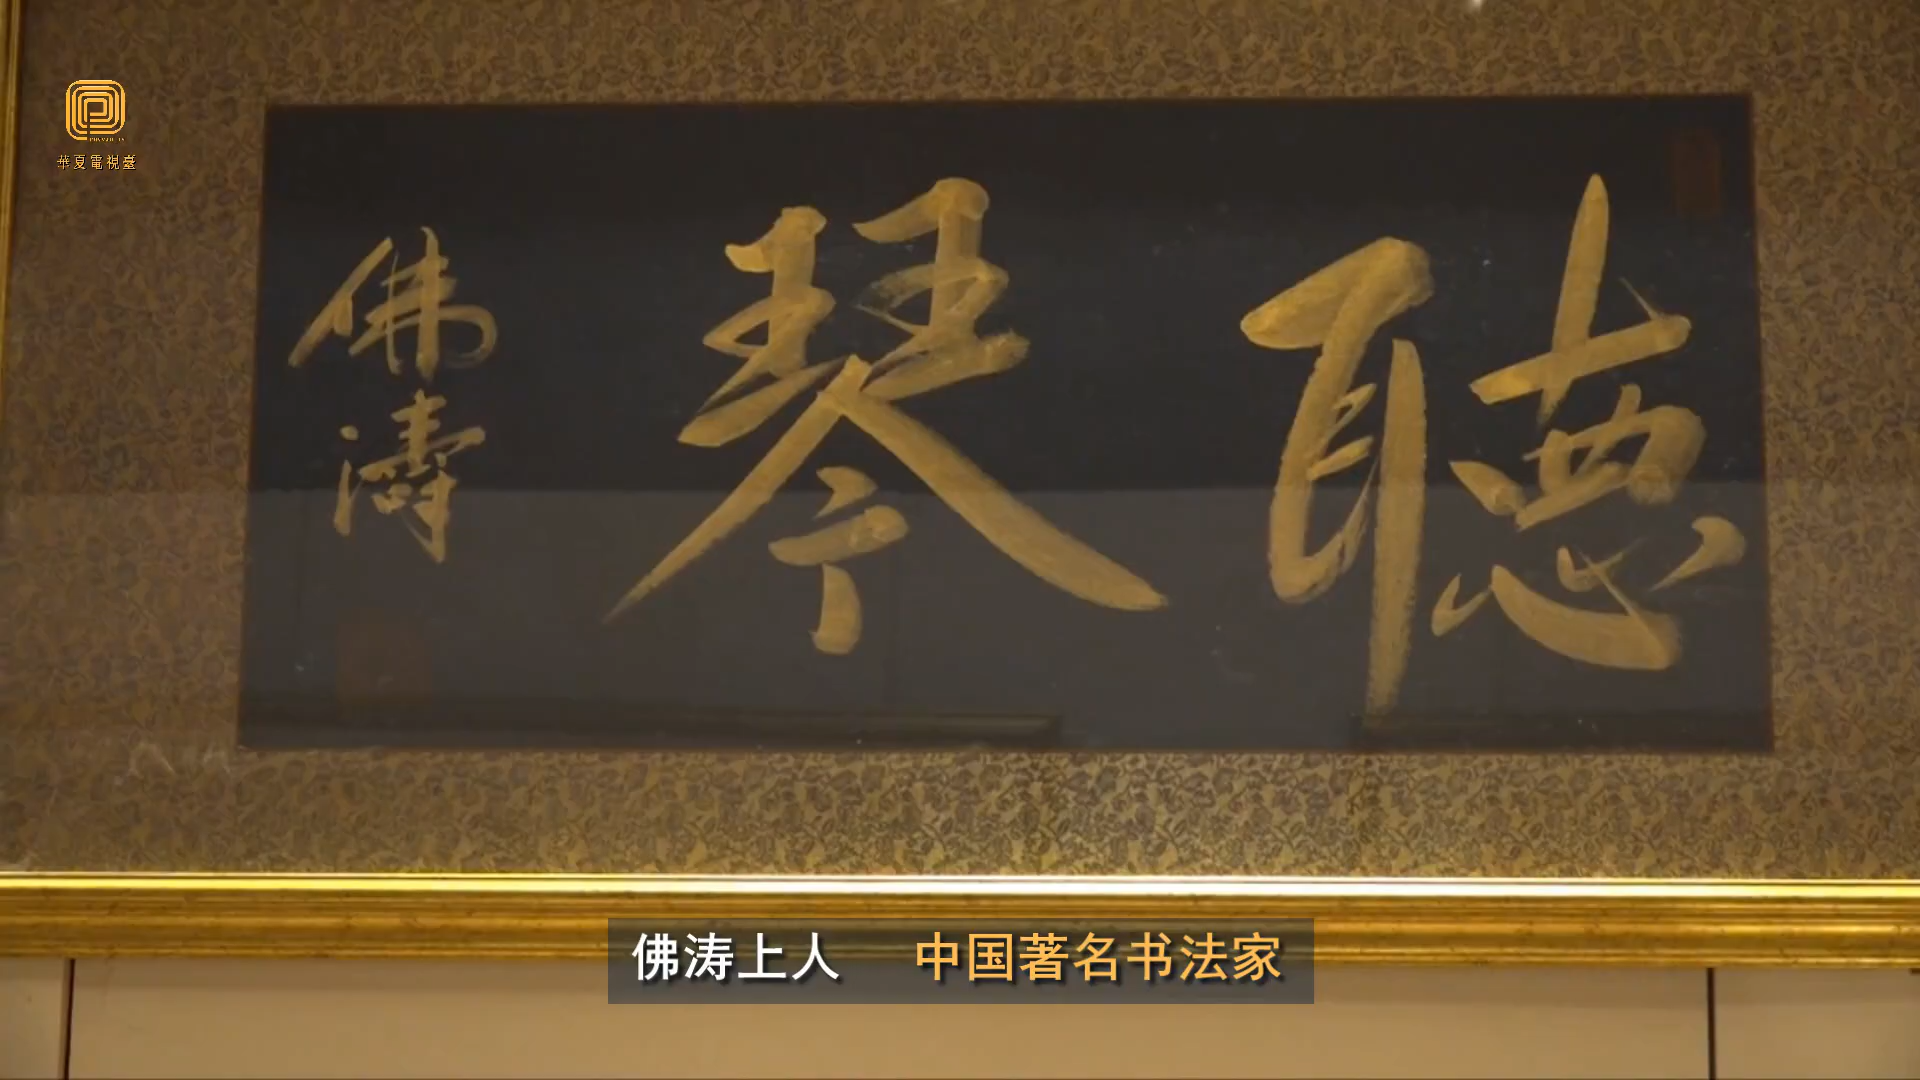 華夏電視臺
聽琴
佛濤
佛涛上人 中国著名书法家